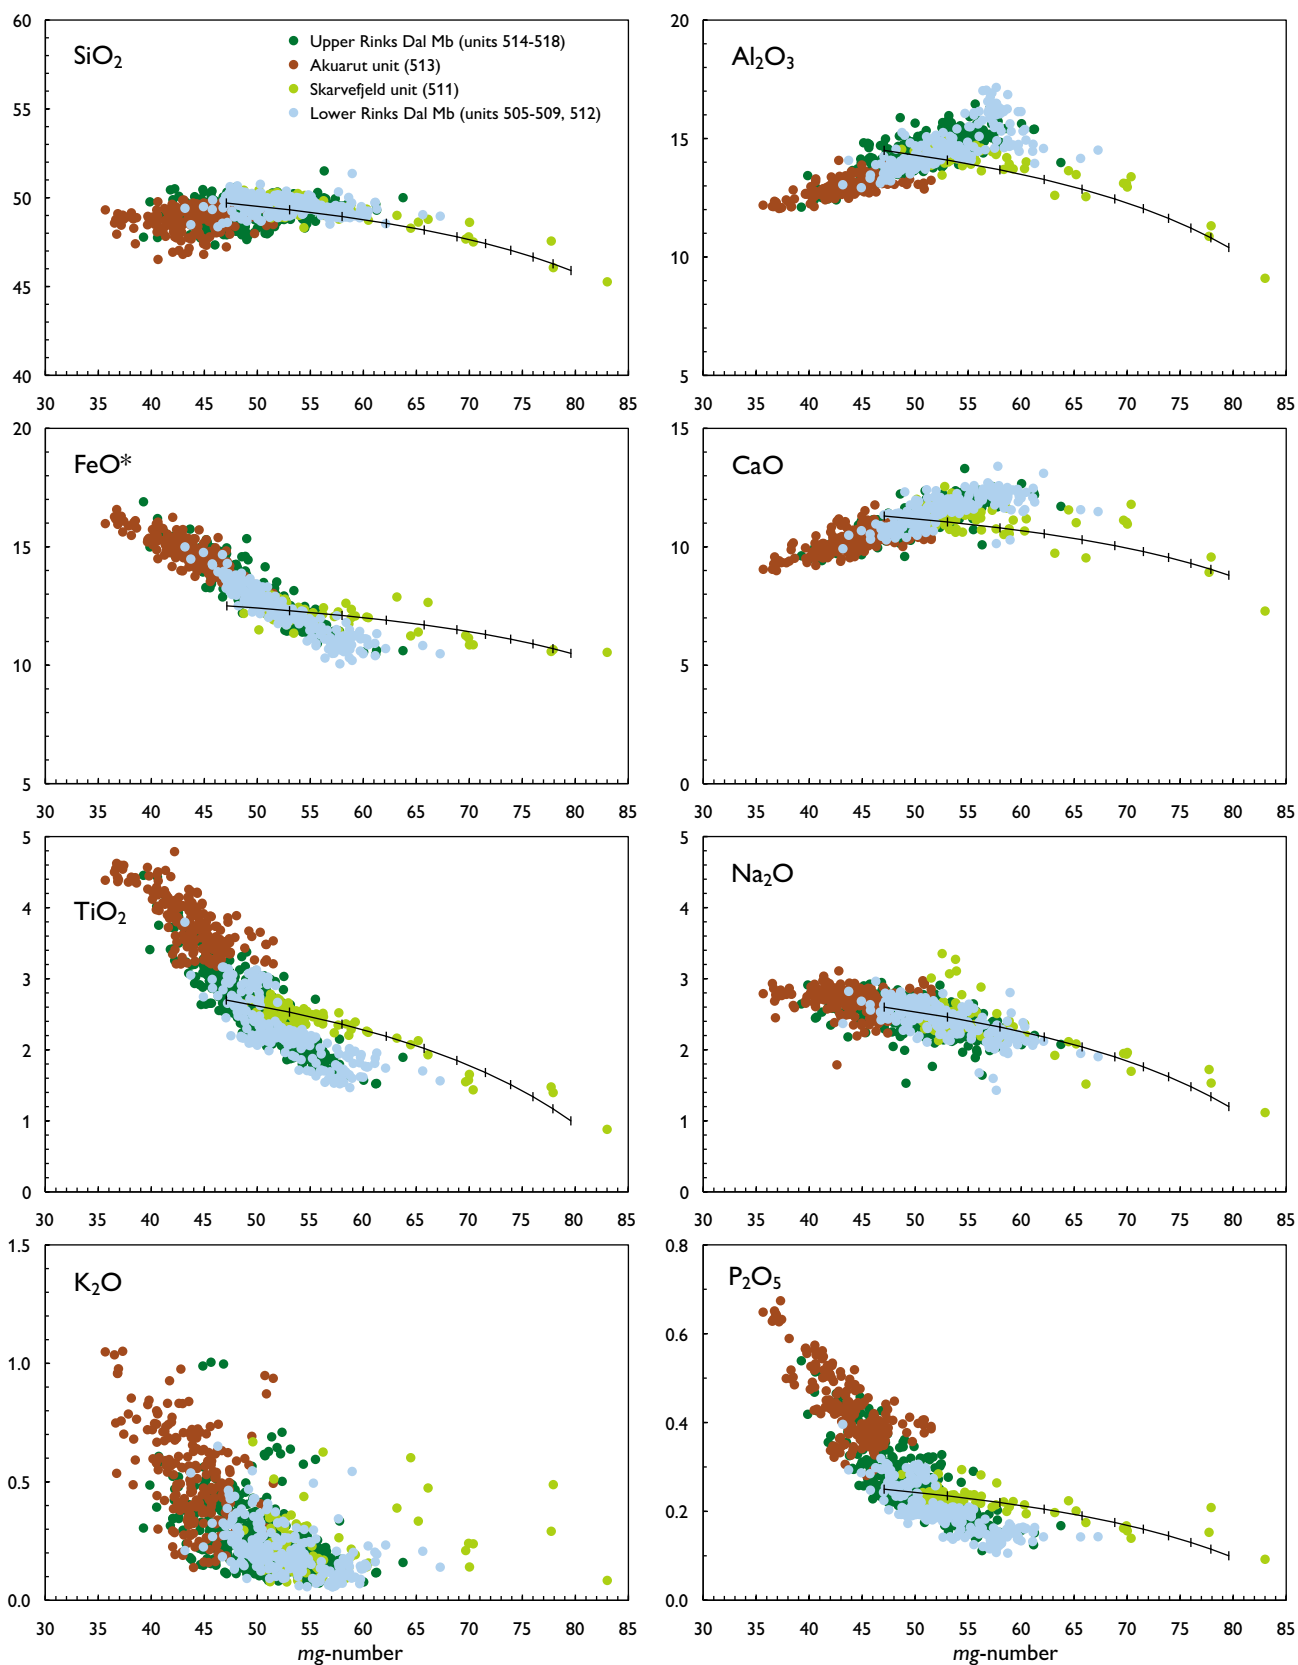 SiO2
60
55
50
45
40
30 35 40 45 50 55 60 65 70 75 80 85
Upper Rinks Dal Mb (units 514-518)
Akuarut unit (513)
Skarvefjeld unit (511)
Lower Rinks Dal Mb (units 505-509, 512)
Al2O3
20
15
10
5
30 35 40 45 50 55 60 65 70 75 80 85
FeO*
20
15
10
5
30 35 40 45 50 55 60 65 70 75 80 85
CaO
15
10
5
0
30 35 40 45 50 55 60 65 70 75 80 85
TiO2
5
4
3
2
1
0
30 35 40 45 50 55 60 65 70 75 80 85
Na2O
5
4
3
2
1
0
30 35 40 45 50 55 60 65 70 75 80 85
K2O
1.5
1.0
0.5
0.0
30 35 40 45 50 55 60 65 70 75 80 85
mg-number
P2O5
0.8
0.6
0.4
0.2
0.0
30 35 40 45 50 55 60 65 70 75 80 85
mg-number